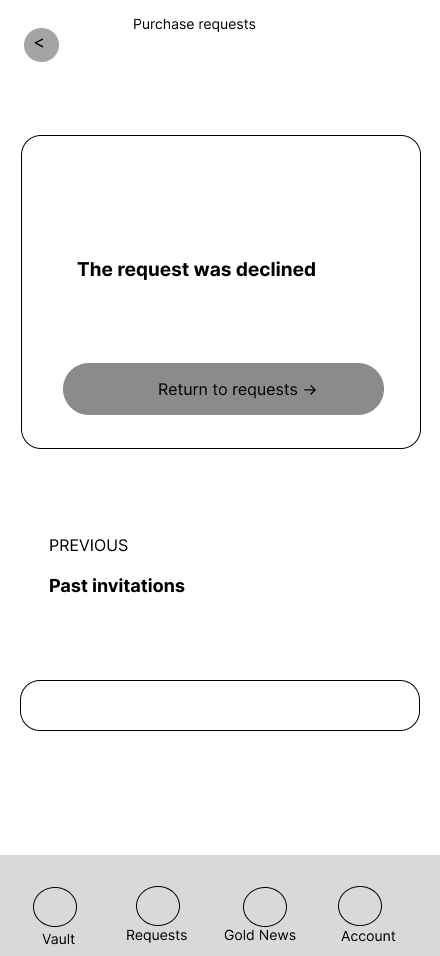 Purchase requests
<
The request was declined
Return to requests →
PREVIOUS
Past invitations
Vault
Requests
Gold News
Account